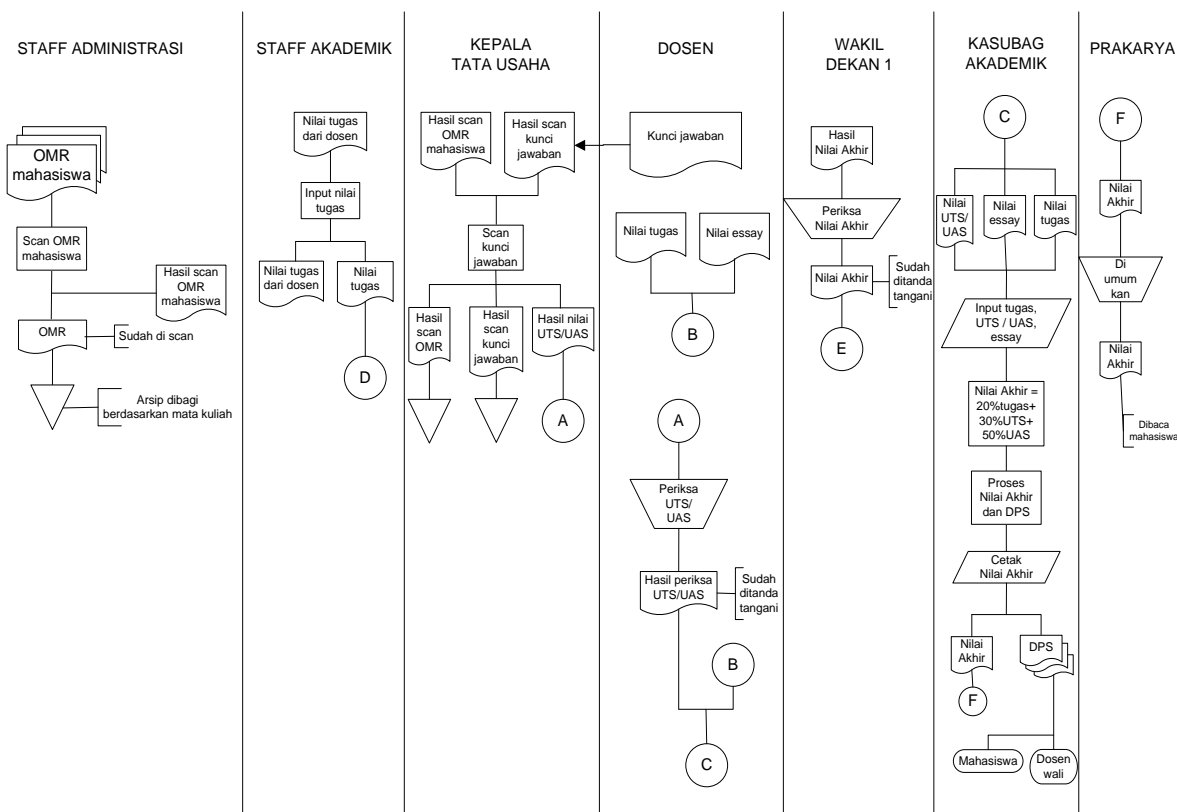 STAFF ADMINISTRASI
OMR
mahasiswa
Scan OMR
mahasiswa
Hasil scan
OMR
mahasiswa
OMR
Sudah di scan
Arsip dibagi
berdasarkan mata kuliah
STAFF AKADEMIK
Nilai tugas
dari dosen
Input nilai
tugas
Nilai tugas
dari dosen
Nilai
tugas
D
KEPALA
TATA USAHA
Hasil scan
OMR
mahasiswa
Hasil scan
kunci
jawaban
Scan
kunci
jawaban
Hasil
scan
OMR
Hasil
scan
kunci
jawaban
Hasil nilai
UTS/UAS
A
DOSEN
Kunci jawaban
Nilai tugas
Nilai essay
B
A
Periksa
UTS/
UAS
Hasil periksa
UTS/UAS
Sudah
ditanda
tangani
B
C
WAKIL
DEKAN 1
Hasil
Nilai Akhir
Periksa
Nilai Akhir
Nilai Akhir
Sudah
ditanda
tangani
E
KASUBAG
AKADEMIK
C
Nilai
UTS/
UAS
Nilai
essay
Nilai
tugas
Input tugas,
UTS / UAS,
essay
Nilai Akhir =
20%tugas+
30%UTS+
50%UAS
Proses
Nilai Akhir
dan DPS
Cetak
Nilai Akhir
Nilai
Akhir
F
DPS
Mahasiswa
Dosen
wali
PRAKARYA
F
Nilai
Akhir
Di
umum
kan
Nilai
Akhir
Dibaca
mahasiswa